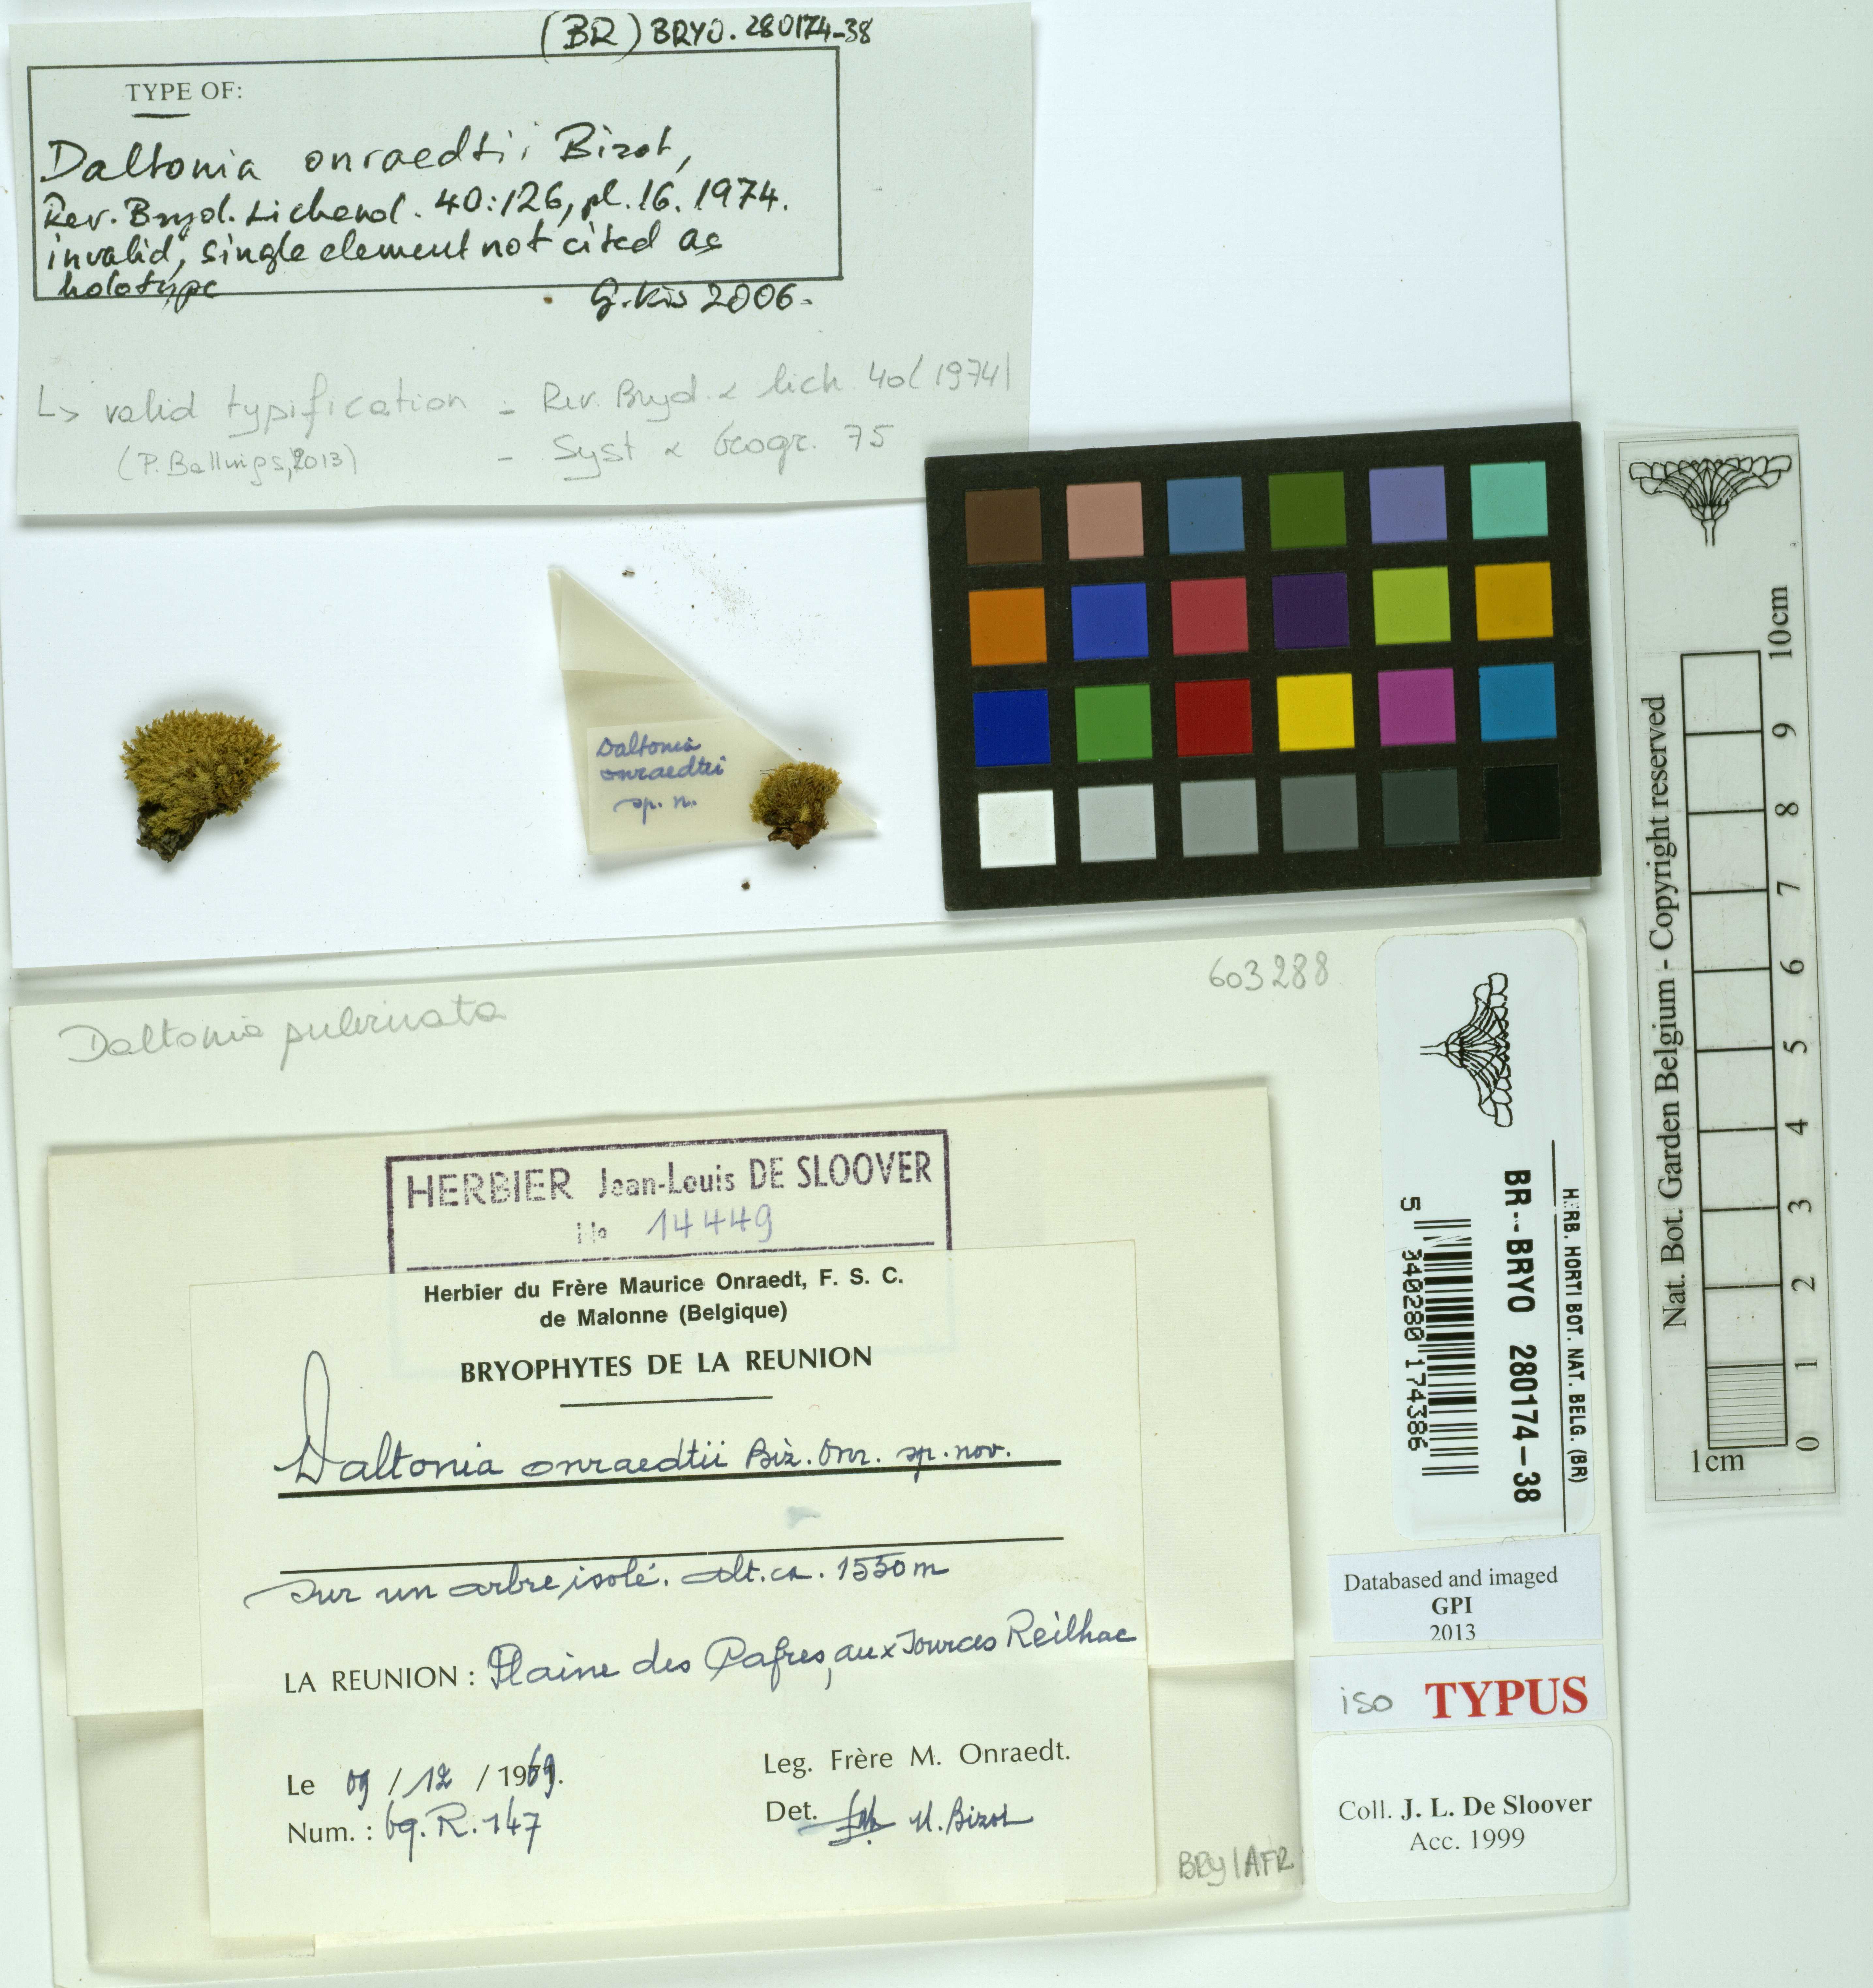 (BR) BRYO. 280174-38
TYPE OF:
Daltonia onraedtii Bizot,
Rev. Bryol. Lichenol. 40:126, pl. 16. 1974.
invalid, single element not cited as
holotype
G. Kis 2006.
↳ valid typification - Rev. Bryol. & lich 40 (1974)
(P. Ballings, 2013) - Syst & Geogr. 75
Daltonia
onraedtii
sp. n.
603288
Daltonia pulvinata
HERBIER Jean-Louis DE SLOOVER
No 14449
Herbier du Frère Maurice Onraedt, F. S. C.
de Malonne (Belgique)
BRYOPHYTES DE LA REUNION
Daltonia onraedtii Biz. Onr. sp. nov.
sur un arbre isolé. alt. ca. 1550 m
LA REUNION : Plaine des Cafres, aux Sources Reilhac
Le 09 / 12 / 1969.
Num. : 69. R. 147
Leg. Frère M. Onraedt.
Det. M. Bizot
BRY/AFR
HERB. HORTI BOT. NAT. BELG. (BR)
BR--BRYO 280174-38
5 340280 174386
Databased and imaged
GPI
2013
iso TYPUS
Coll. J. L. De Sloover
Acc. 1999
Nat. Bot. Garden Belgium - Copyright reserved
10cm
9
8
7
6
5
4
3
2
1
0
1cm